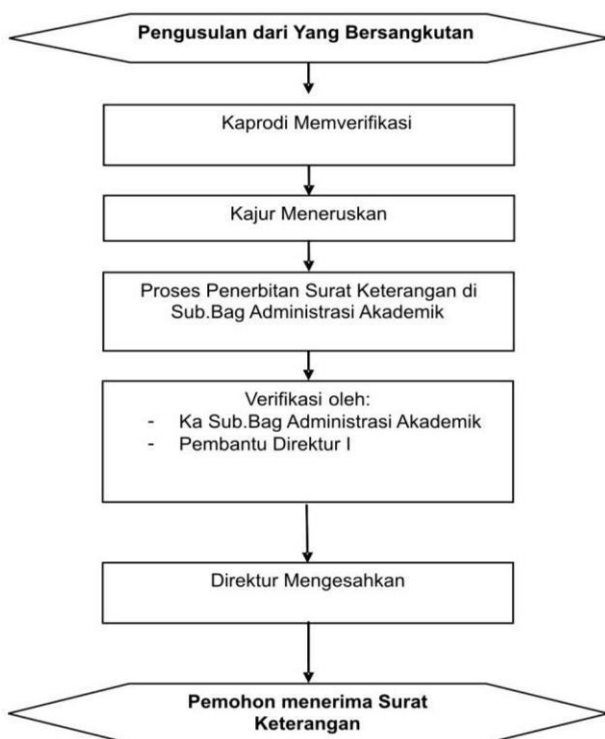 Pengusulan dari Yang Bersangkutan
Kaprodi Memverifikasi
Kajur Meneruskan
Proses Penerbitan Surat Keterangan di
Sub.Bag Administrasi Akademik
Verifikasi oleh:
- Ka Sub.Bag Administrasi Akademik
- Pembantu Direktur I
Direktur Mengesahkan
Pemohon menerima Surat
Keterangan